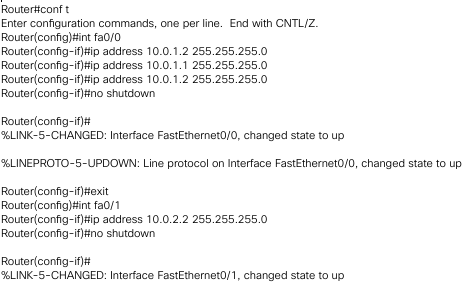 Router#conf t
Enter configuration commands, one per line.  End with CNTL/Z.
Router(config)#int fa0/0
Router(config-if)#ip address 10.0.1.2 255.255.255.0
Router(config-if)#ip address 10.0.1.1 255.255.255.0
Router(config-if)#ip address 10.0.1.2 255.255.255.0
Router(config-if)#no shutdown
Router(config-if)#
%LINK-5-CHANGED: Interface FastEthernet0/0, changed state to up
%LINEPROTO-5-UPDOWN: Line protocol on Interface FastEthernet0/0, changed state to up
Router(config-if)#exit
Router(config)#int fa0/1
Router(config-if)#ip address 10.0.2.2 255.255.255.0
Router(config-if)#no shutdown
Router(config-if)#
%LINK-5-CHANGED: Interface FastEthernet0/1, changed state to up